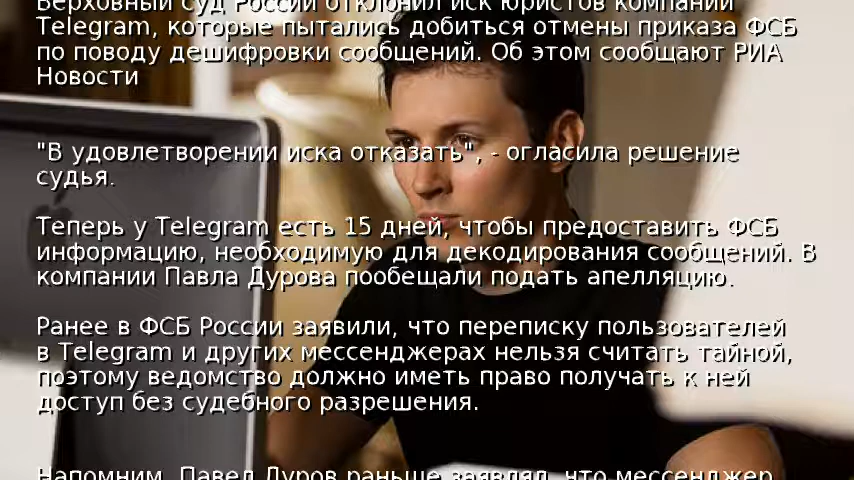 Верховный суд России отклонил иск юристов компании
Telegram, которые пытались добиться отмены приказа ФСБ
по поводу дешифровки сообщений. Об этом сообщают РИА
Новости
"В удовлетворении иска отказать", - огласила решение
судья.
Теперь у Telegram есть 15 дней, чтобы предоставить ФСБ
информацию, необходимую для декодирования сообщений. В
компании Павла Дурова пообещали подать апелляцию.
Ранее в ФСБ России заявили, что переписку пользователей
в Telegram и других мессенджерах нельзя считать тайной,
поэтому ведомство должно иметь право получать к ней
доступ без судебного разрешения.
Напомним, Павел Дуров раньше заявлял, что мессенджер